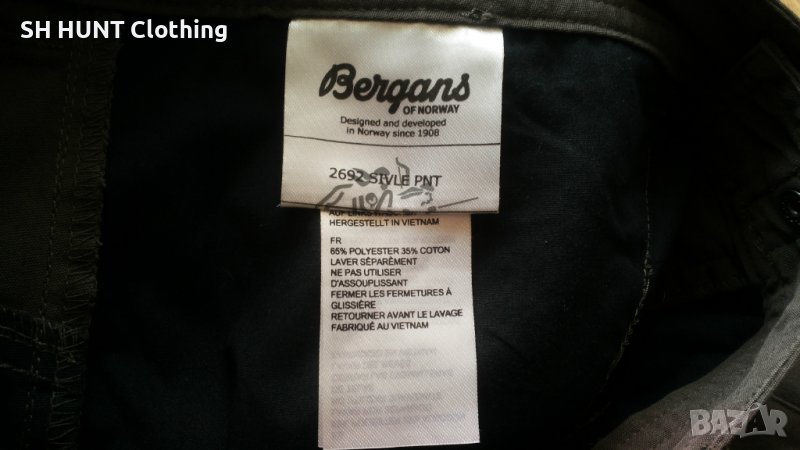 SH HUNT Clothing
Bergans
OF NORWAY
Designed and developed
in Norway since 1908
2692 SIVLE PNT
HERGESTELLT IN VIETNAM
FR
65% POLYESTER 35% COTON
LAVER SÉPARÉMENT
NE PAS UTILISER
D'ASSOUPLISSANT
FERMER LES FERMETURES À
GLISSIÈRE
RETOURNER AVANT LE LAVAGE
FABRIQUÉ AU VIETNAM
BAZAR